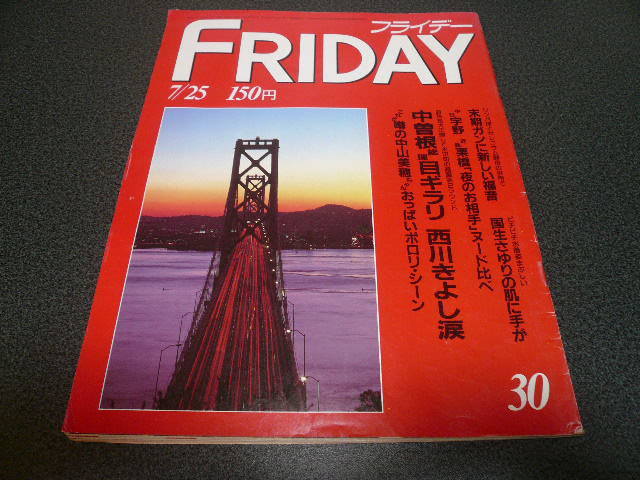 フライデー
FRIDAY
7/25 150円
末期ガンに新しい福音
国生さゆりの肌に手が
宇野 栗橋「夜のお相手」ヌード比べ
中曽根 目ギラリ 西川きよし涙
噂の中山美穂 おっぱいポロリ・シーン
30